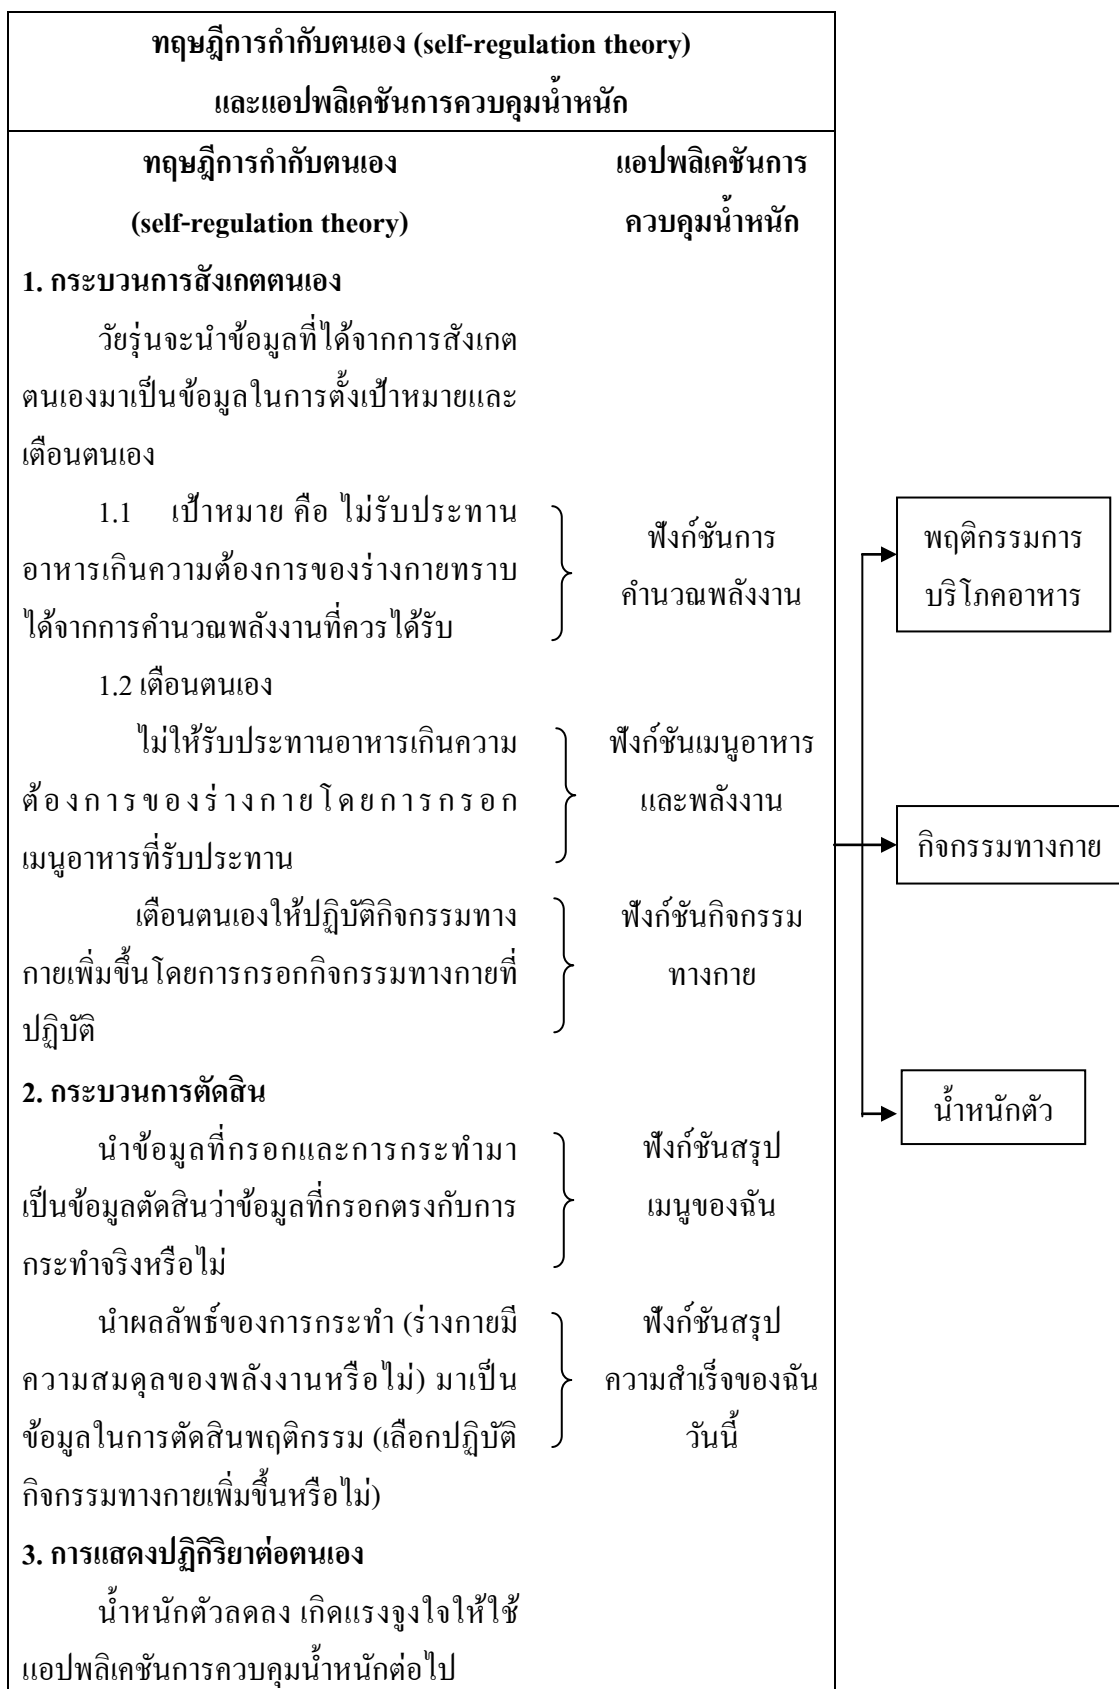 ทฤษฎีการกำกับตนเอง (self-regulation theory)
และแอปพลิเคชันการควบคุมน้ำหนัก
ทฤษฎีการกำกับตนเอง
(self-regulation theory)
แอปพลิเคชันการ
ควบคุมน้ำหนัก
1. กระบวนการสังเกตตนเอง
วัยรุ่นจะนำข้อมูลที่ได้จากการสังเกต
ตนเองมาเป็นข้อมูลในการตั้งเป้าหมายและ
เตือนตนเอง
1.1 เป้าหมาย คือ ไม่รับประทาน
อาหารเกินความต้องการของร่างกายทราบ
ได้จากการคำนวณพลังงานที่ควรได้รับ
ฟังก์ชันการ
คำนวณพลังงาน
1.2 เตือนตนเอง
ไม่ให้รับประทานอาหารเกินความ
ต้องการของร่างกายโดยการกรอก
เมนูอาหารที่รับประทาน
ฟังก์ชันเมนูอาหาร
และพลังงาน
เตือนตนเองให้ปฏิบัติกิจกรรมทาง
กายเพิ่มขึ้นโดยการกรอกกิจกรรมทางกายที่
ปฏิบัติ
ฟังก์ชันกิจกรรม
ทางกาย
2. กระบวนการตัดสิน
นำข้อมูลที่กรอกและการกระทำมา
เป็นข้อมูลตัดสินว่าข้อมูลที่กรอกตรงกับการ
กระทำจริงหรือไม่
ฟังก์ชันสรุป
เมนูของฉัน
นำผลลัพธ์ของการกระทำ (ร่างกายมี
ความสมดุลของพลังงานหรือไม่) มาเป็น
ข้อมูลในการตัดสินพฤติกรรม (เลือกปฏิบัติ
กิจกรรมทางกายเพิ่มขึ้นหรือไม่)
ฟังก์ชันสรุป
ความสำเร็จของฉัน
วันนี้
3. การแสดงปฏิกิริยาต่อตนเอง
น้ำหนักตัวลดลง เกิดแรงจูงใจให้ใช้
แอปพลิเคชันการควบคุมน้ำหนักต่อไป
พฤติกรรมการ
บริโภคอาหาร
กิจกรรมทางกาย
น้ำหนักตัว